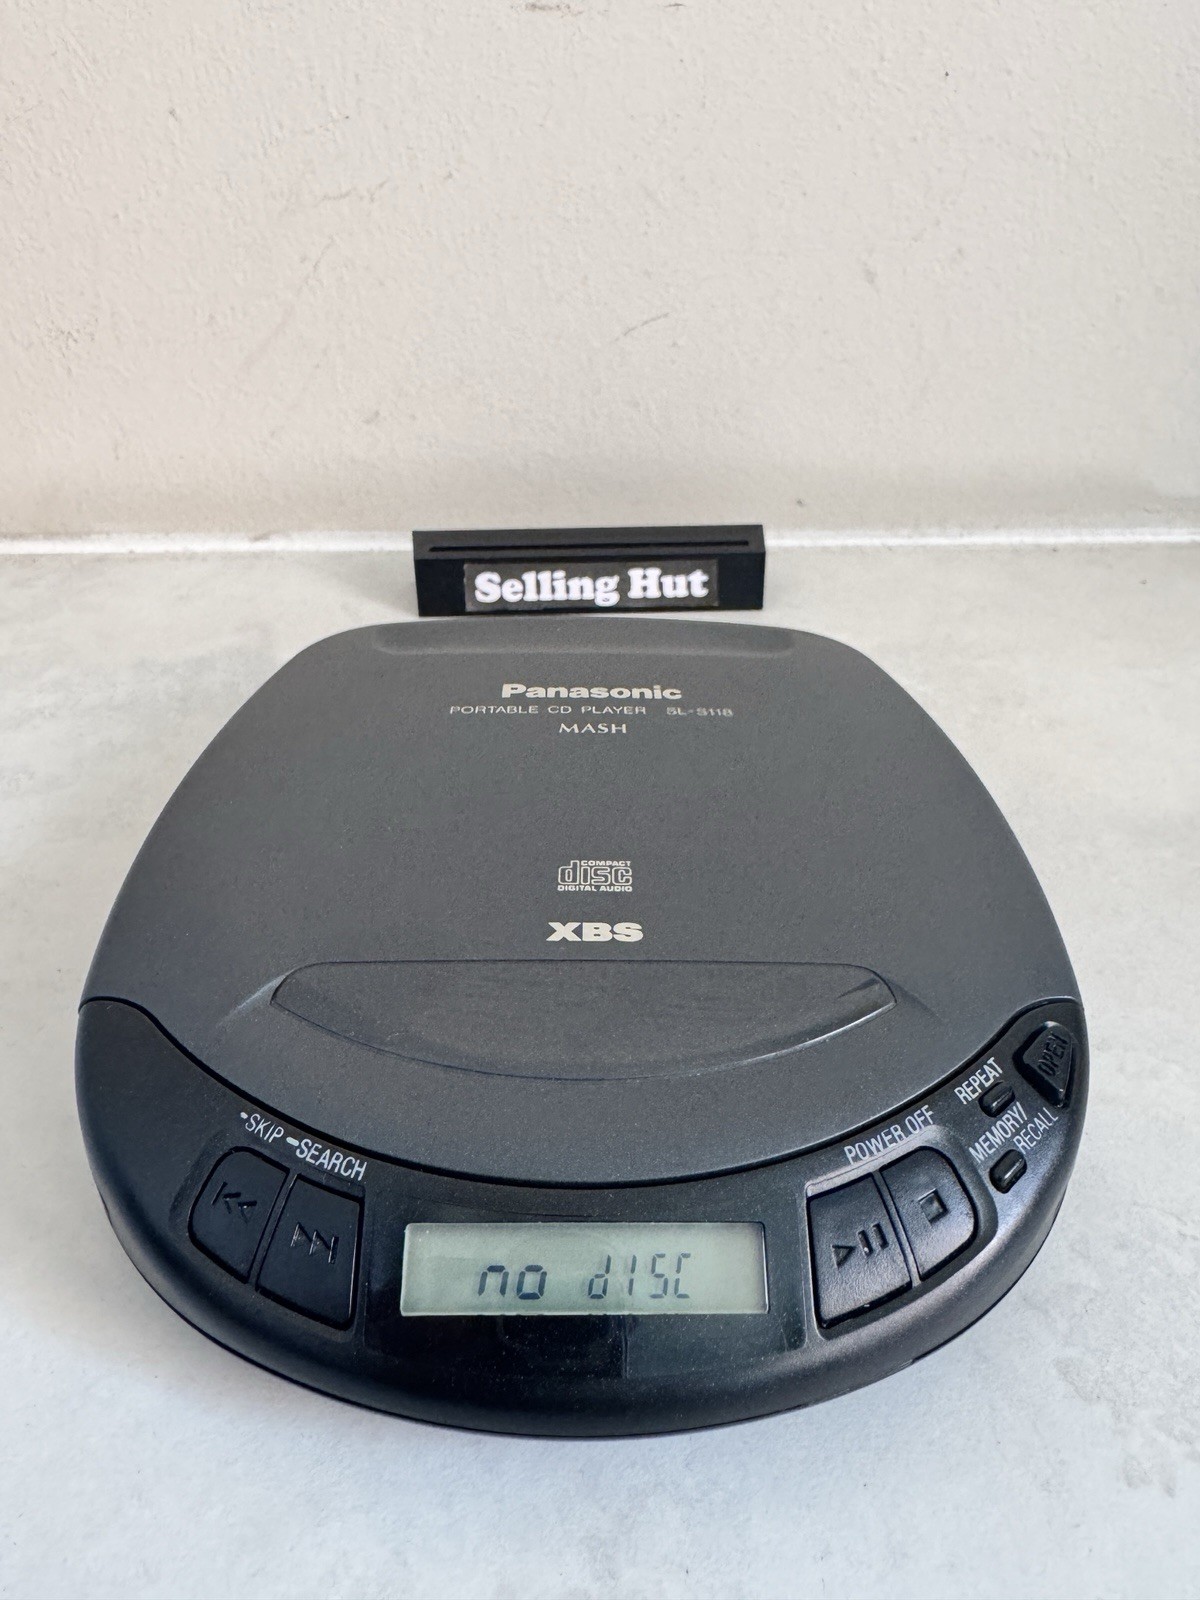 Selling Hut
Panasonic
PORTABLE CD PLAYER SL-S118
MASH
COMPACT
disc
DIGITAL AUDIO
XBS
OPEN
REPEAT
MEMORY/
RECALL
POWER OFF
•SKIP ━SEARCH
no dISC